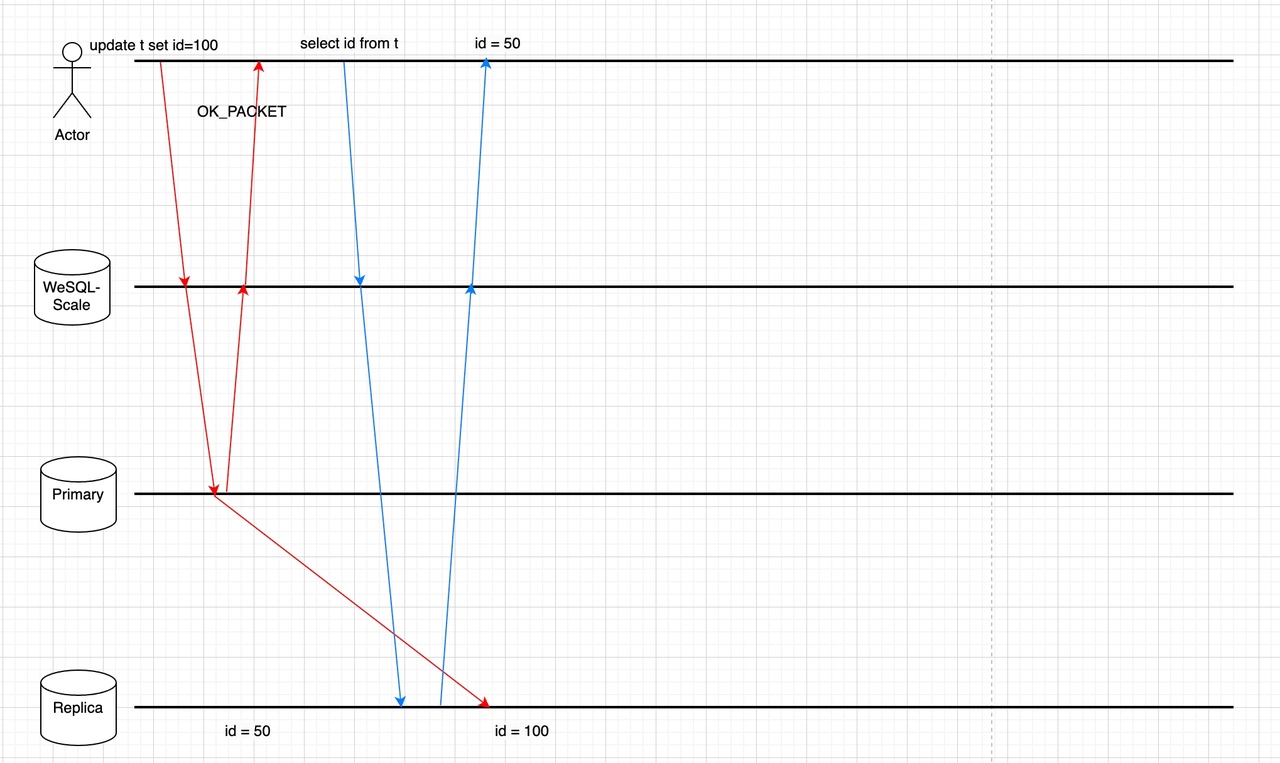 update t set id=100
select id from t
id = 50
OK_PACKET
Actor
WeSQL-
Scale
Primary
Replica
id = 50
id = 100